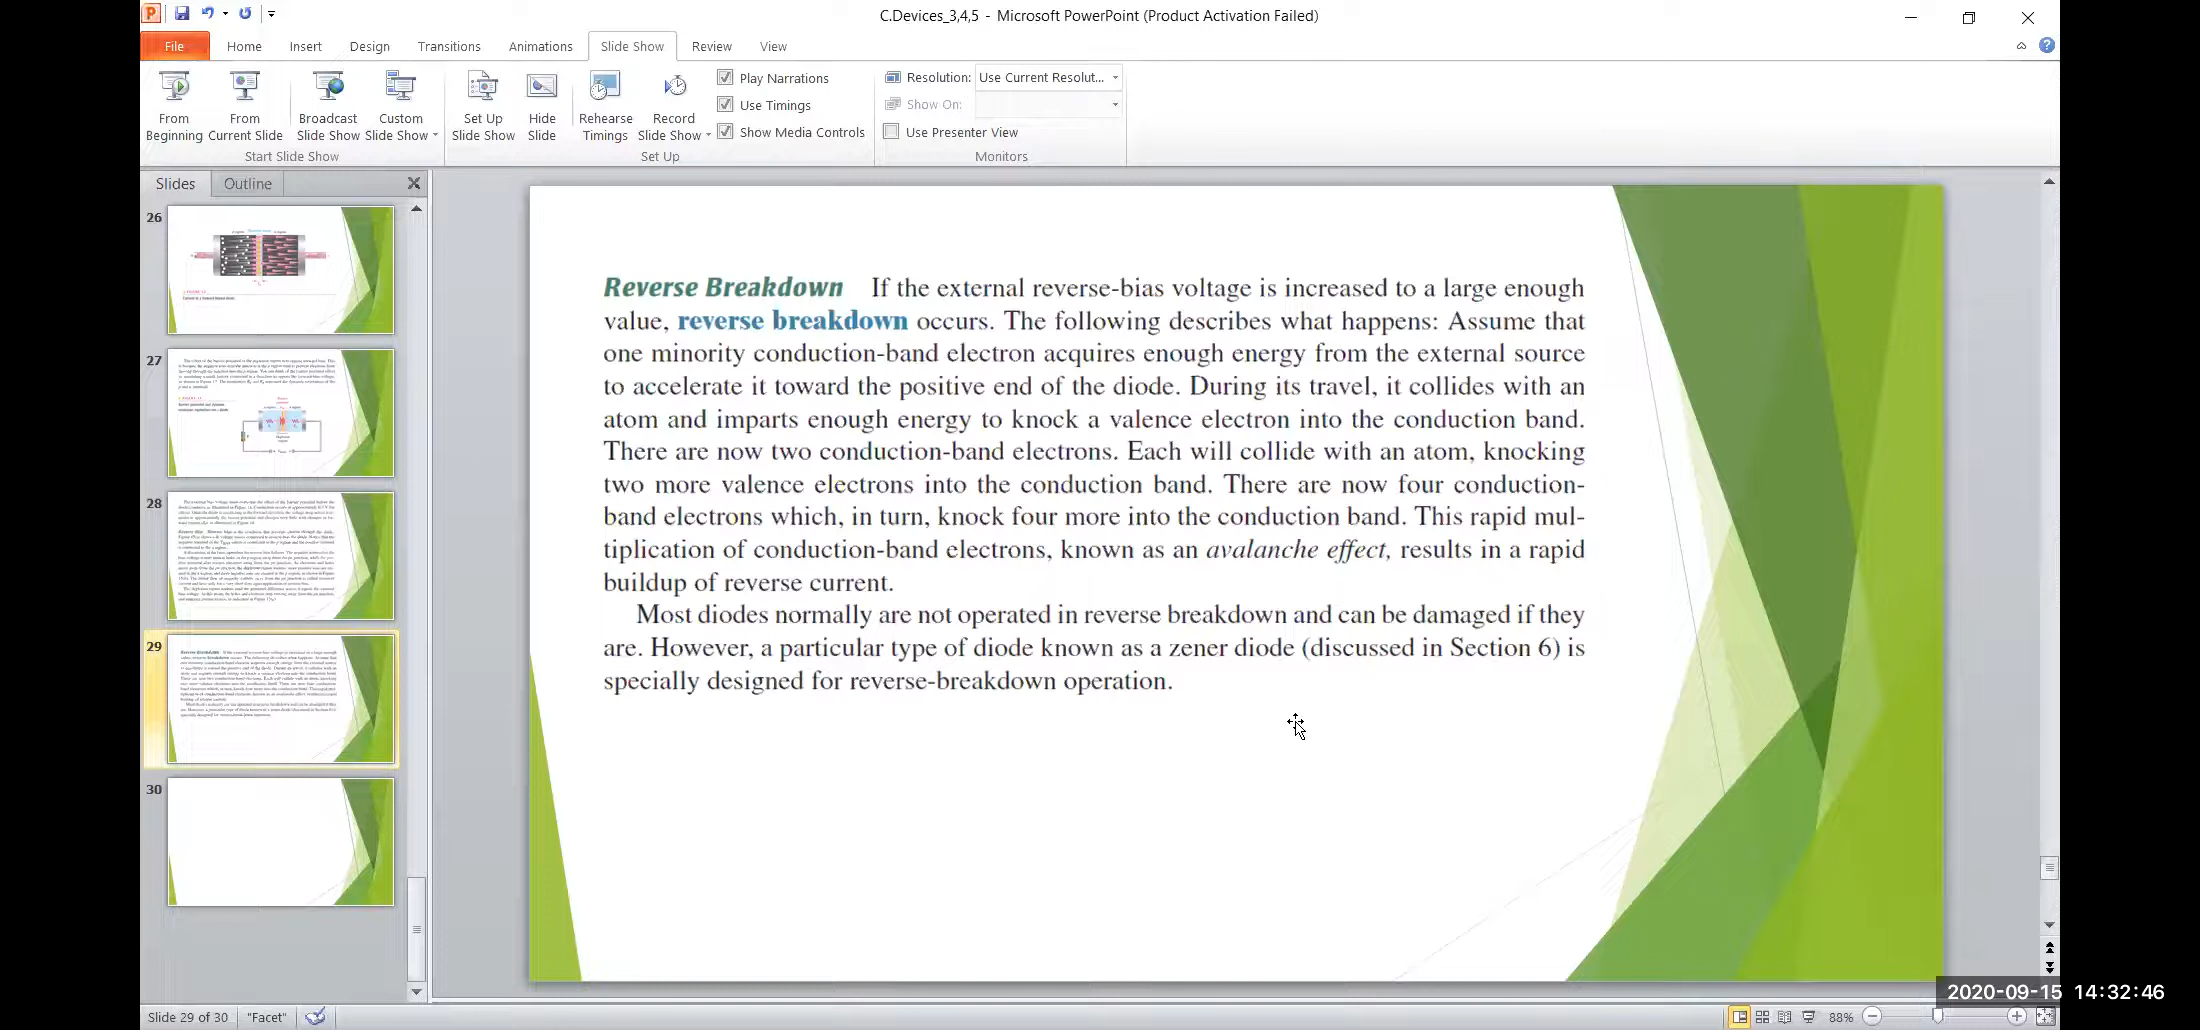 C.Devices_3,4,5 - Microsoft PowerPoint (Product Activation Failed)
File Home Insert Design Transitions Animations Slide Show Review View
From Beginning
From Current Slide
Broadcast Slide Show
Custom Slide Show
Set Up Slide Show
Hide Slide
Rehearse Timings
Record Slide Show
Play Narrations
Use Timings
Show Media Controls
Resolution: Use Current Resolut...
Show On:
Use Presenter View
Start Slide Show
Set Up
Monitors
Slides Outline
26
27
28
29
30
Reverse Breakdown If the external reverse-bias voltage is increased to a large enough
value, reverse breakdown occurs. The following describes what happens: Assume that
one minority conduction-band electron acquires enough energy from the external source
to accelerate it toward the positive end of the diode. During its travel, it collides with an
atom and imparts enough energy to knock a valence electron into the conduction band.
There are now two conduction-band electrons. Each will collide with an atom, knocking
two more valence electrons into the conduction band. There are now four conduction-
band electrons which, in turn, knock four more into the conduction band. This rapid mul-
tiplication of conduction-band electrons, known as an avalanche effect, results in a rapid
buildup of reverse current.
Most diodes normally are not operated in reverse breakdown and can be damaged if they
are. However, a particular type of diode known as a zener diode (discussed in Section 6) is
specially designed for reverse-breakdown operation.
2020-09-15 14:32:46
Slide 29 of 30 "Facet" 88%